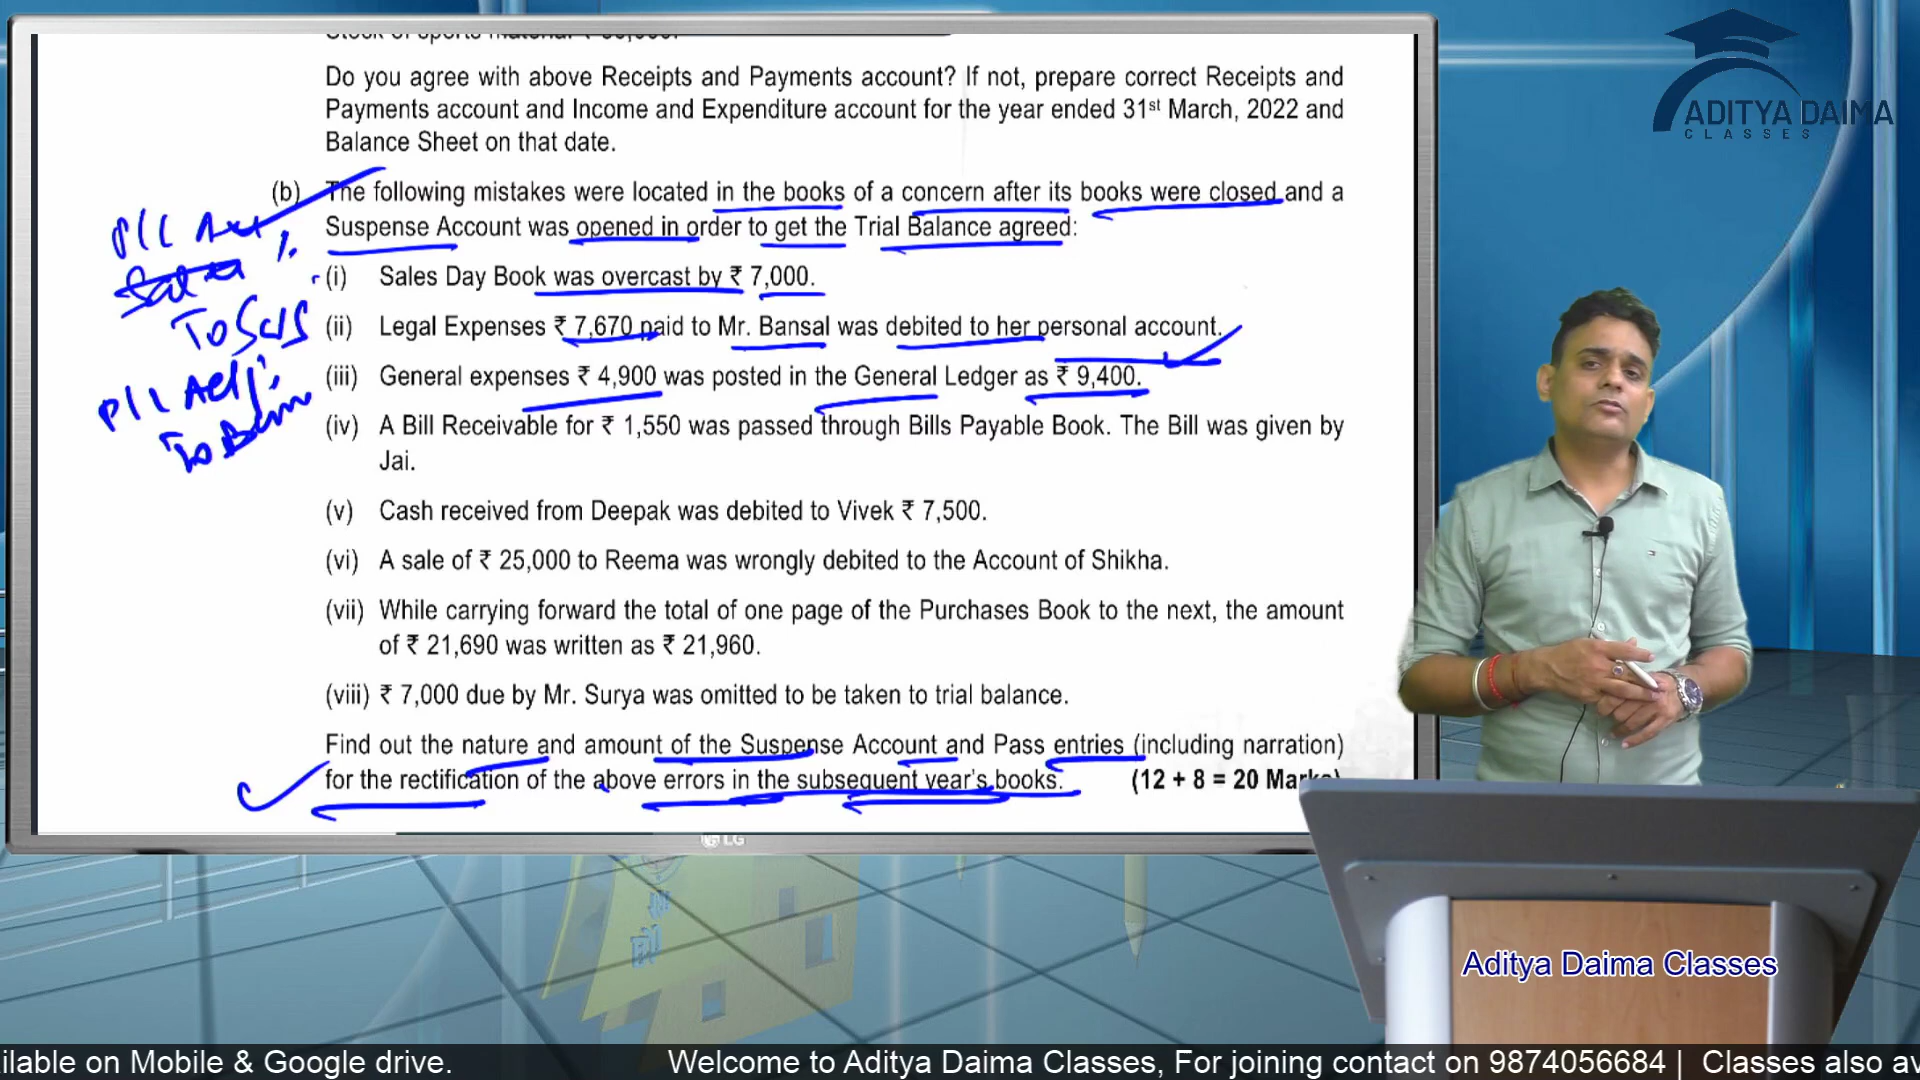 Stock of sports material ₹
Do you agree with above Receipts and Payments account? If not, prepare correct Receipts and
Payments account and Income and Expenditure account for the year ended 31st March, 2022 and
Balance Sheet on that date.
(b) The following mistakes were located in the books of a concern after its books were closed and a
Suspense Account was opened in order to get the Trial Balance agreed:
(i) Sales Day Book was overcast by ₹ 7,000.
(ii) Legal Expenses ₹ 7,670 paid to Mr. Bansal was debited to her personal account.
(iii) General expenses ₹ 4,900 was posted in the General Ledger as ₹ 9,400.
(iv) A Bill Receivable for ₹ 1,550 was passed through Bills Payable Book. The Bill was given by
Jai.
(v) Cash received from Deepak was debited to Vivek ₹ 7,500.
(vi) A sale of ₹ 25,000 to Reema was wrongly debited to the Account of Shikha.
(vii) While carrying forward the total of one page of the Purchases Book to the next, the amount
of ₹ 21,690 was written as ₹ 21,960.
(viii) ₹ 7,000 due by Mr. Surya was omitted to be taken to trial balance.
Find out the nature and amount of the Suspense Account and Pass entries (including narration)
for the rectification of the above errors in the subsequent year's books. (12 + 8 = 20
P/L
To Sus
P/L Adj
To
ADITYA DAIMA
CLASSES
LG
Aditya Daima Classes
ilable on Mobile & Google drive. Welcome to Aditya Daima Classes, For joining contact on 9874056684 | Classes also av